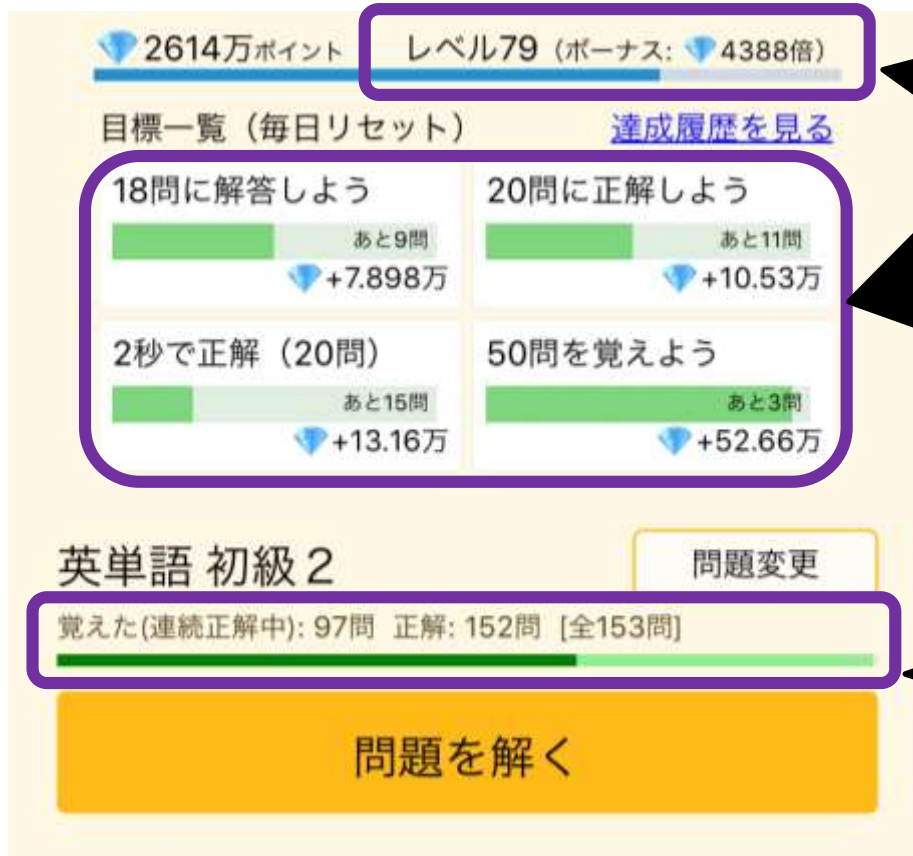 2614万ポイント レベル79 (ボーナス: 4388倍)
目標一覧（毎日リセット） 達成履歴を見る
18問に解答しよう
あと9問
+7.898万
20問に正解しよう
あと11問
+10.53万
2秒で正解（20問）
あと15問
+13.16万
50問を覚えよう
あと3問
+52.66万
英単語 初級２
問題変更
覚えた(連続正解中): 97問 正解: 152問 [全153問]
問題を解く